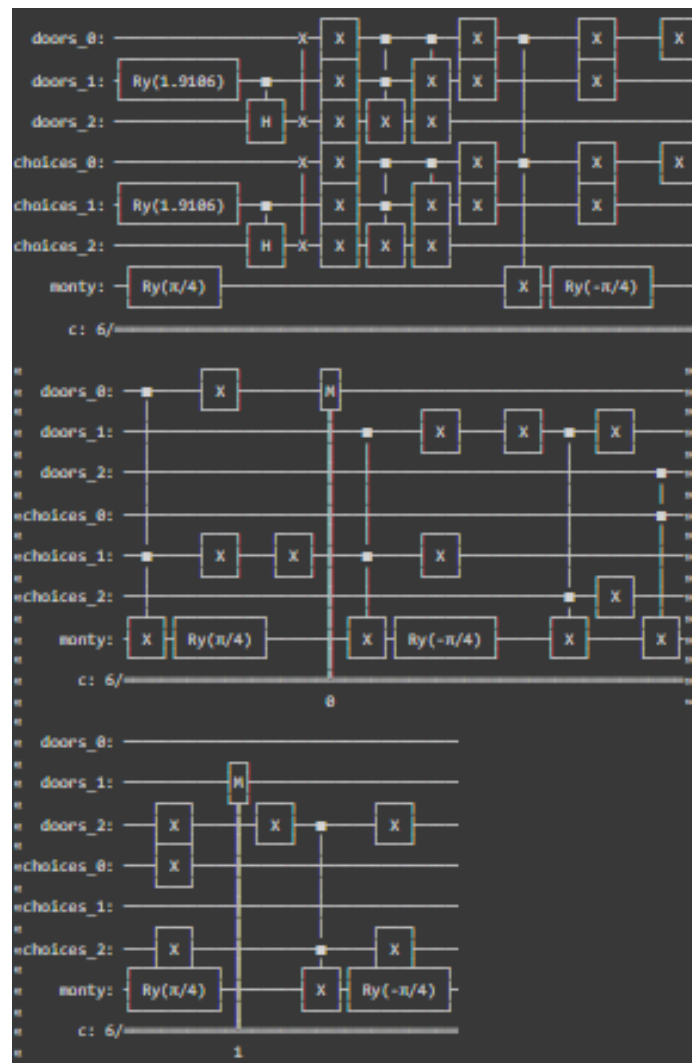 doors_0: X X X X X
doors_1: Ry(1.9106) X X X X
doors_2: H X X X X
choices_0: X X X X X
choices_1: Ry(1.9106) X X X X
choices_2: H X X X X
monty: Ry(π/4) X Ry(-π/4)
c: 6/
« doors_0: X M »
« doors_1: X X X »
« doors_2: »
«choices_0: »
«choices_1: X X X »
«choices_2: X »
« monty: X Ry(π/4) X Ry(-π/4) X X »
« c: 6/ »
« 0 »
« doors_0:
« doors_1: M
« doors_2: X X X
«choices_0: X
«choices_1:
«choices_2: X X
« monty: Ry(π/4) X Ry(-π/4)
« c: 6/
« 1